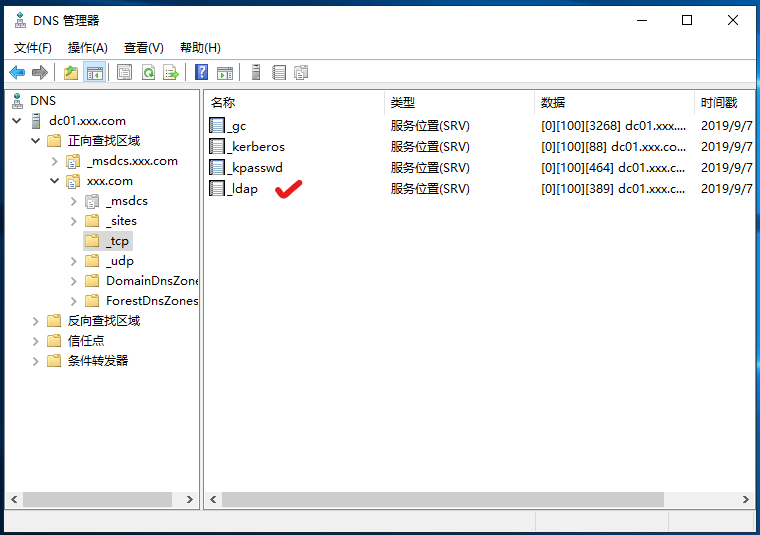 DNS 管理器
文件(F) 操作(A) 查看(V) 帮助(H)
DNS
dc01.xxx.com
正向查找区域
_msdcs.xxx.com
xxx.com
_msdcs
_sites
_tcp
_udp
DomainDnsZone
ForestDnsZones
反向查找区域
信任点
条件转发器
名称 类型 数据 时间戳
_gc 服务位置(SRV) [0][100][3268] dc01.xxx.... 2019/9/7
_kerberos 服务位置(SRV) [0][100][88] dc01.xxx.co... 2019/9/7
_kpasswd 服务位置(SRV) [0][100][464] dc01.xxx.c... 2019/9/7
_ldap 服务位置(SRV) [0][100][389] dc01.xxx.c... 2019/9/7